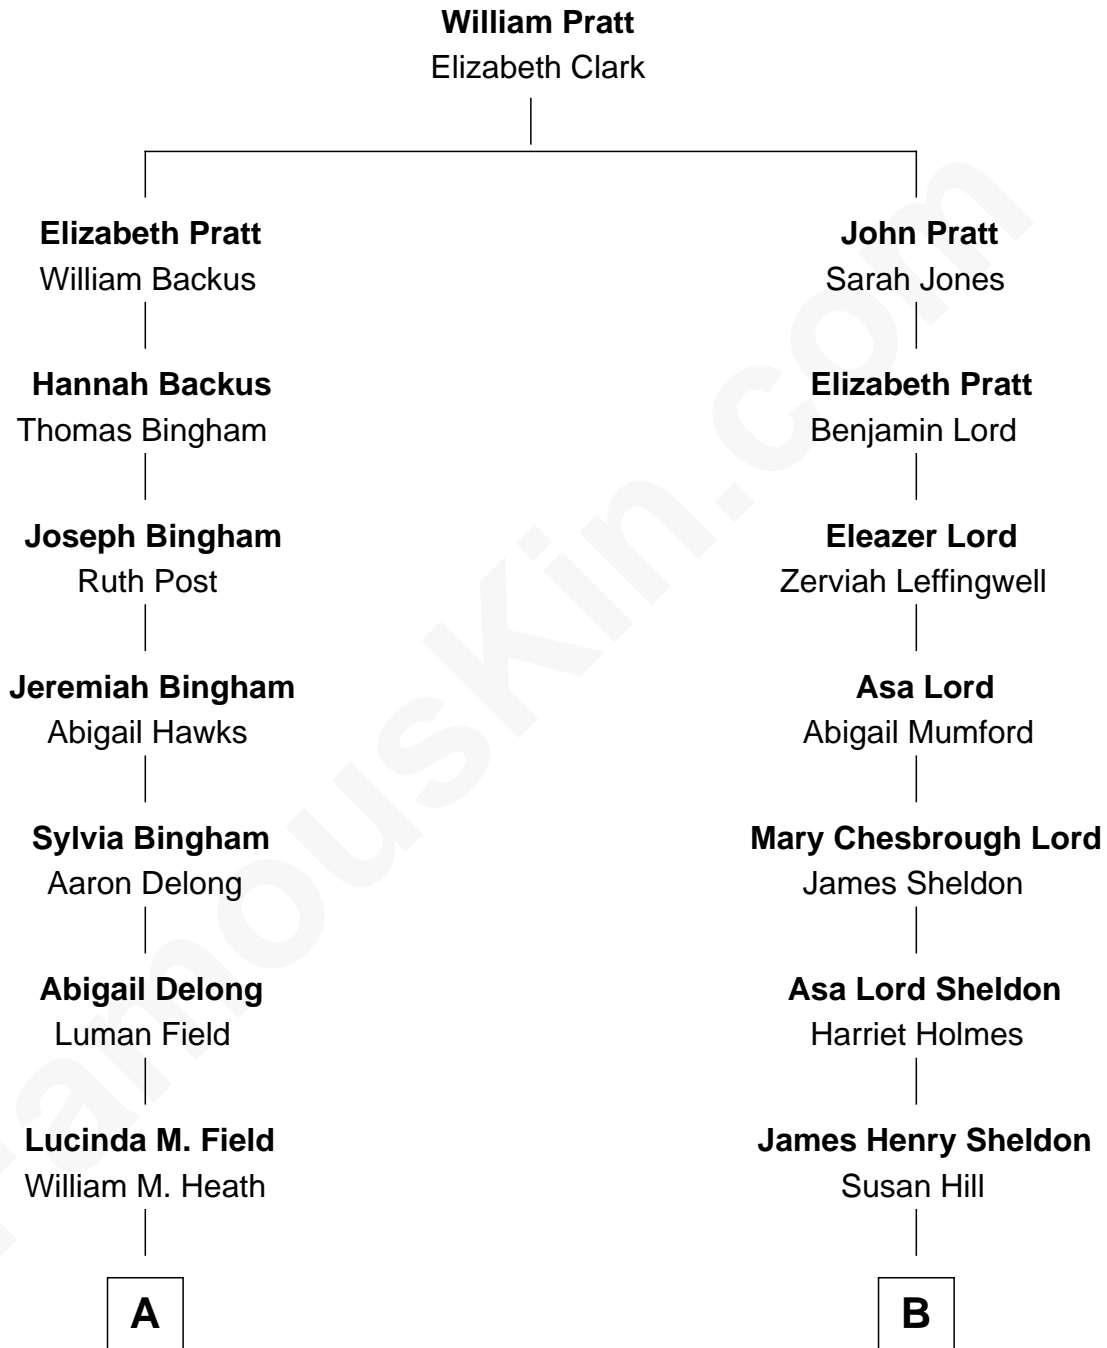 William Pratt
Elizabeth Clark
Elizabeth Pratt
William Backus
Hannah Backus
Thomas Bingham
Joseph Bingham
Ruth Post
Jeremiah Bingham
Abigail Hawks
Sylvia Bingham
Aaron Delong
Abigail Delong
Luman Field
Lucinda M. Field
William M. Heath
A
John Pratt
Sarah Jones
Elizabeth Pratt
Benjamin Lord
Eleazer Lord
Zerviah Leffingwell
Asa Lord
Abigail Mumford
Mary Chesbrough Lord
James Sheldon
Asa Lord Sheldon
Harriet Holmes
James Henry Sheldon
Susan Hill
B
FamousKin.com